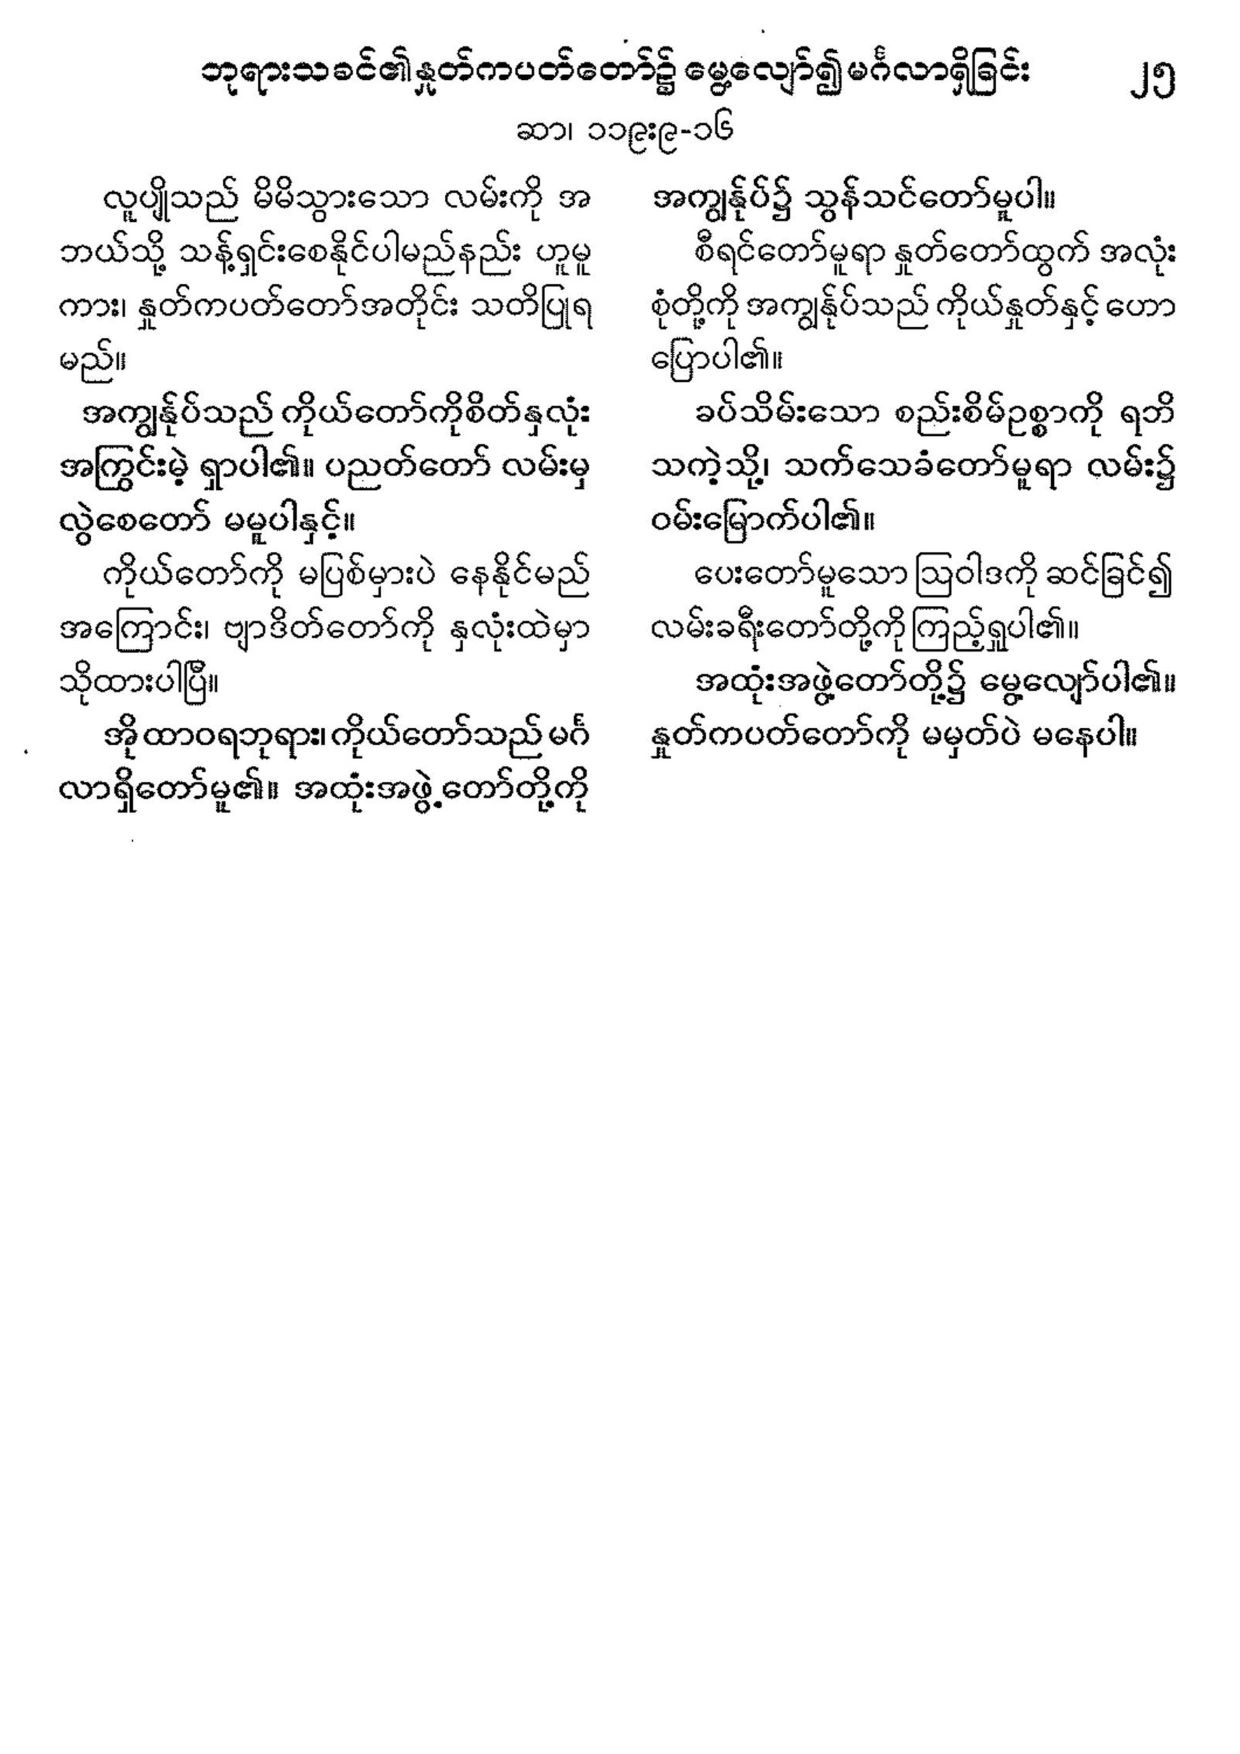 ဘုရားသခင်၏နှုတ်ကပတ်တော်၌ မွေ့လျော်၍မင်္ဂလာရှိခြင်း ၂၅
ဆာ၊ ၁၁၉း၉-၁၆
လူပျိုသည် မိမိသွားသော လမ်းကို အ
ဘယ်သို့ သန့်ရှင်းစေနိုင်ပါမည်နည်း ဟူမူ
ကား၊ နှုတ်ကပတ်တော်အတိုင်း သတိပြုရ
မည်။
အကျွန်ုပ်သည် ကိုယ်တော်ကိုစိတ်နှလုံး
အကြွင်းမဲ့ ရှာပါ၏။ ပညတ်တော် လမ်းမှ
လွဲစေတော် မမူပါနှင့်။
ကိုယ်တော်ကို မပြစ်မှားပဲ နေနိုင်မည်
အကြောင်း၊ ဗျာဒိတ်တော်ကို နှလုံးထဲမှာ
သိုထားပါပြီ။
အို ထာဝရဘုရား၊ ကိုယ်တော်သည် မင်္ဂ
လာရှိတော်မူ၏။ အထုံးအဖွဲ့တော်တို့ကို
အကျွန်ုပ်၌ သွန်သင်တော်မူပါ။
စီရင်တော်မူရာ နှုတ်တော်ထွက် အလုံး
စုံတို့ကို အကျွန်ုပ်သည် ကိုယ်နှုတ်နှင့် ဟော
ပြောပါ၏။
ခပ်သိမ်းသော စည်းစိမ်ဥစ္စာကို ရဘိ
သကဲ့သို့၊ သက်သေခံတော်မူရာ လမ်း၌
ဝမ်းမြောက်ပါ၏။
ပေးတော်မူသော ဩဝါဒကို ဆင်ခြင်၍
လမ်းခရီးတော်တို့ကို ကြည့်ရှုပါ၏။
အထုံးအဖွဲ့တော်တို့၌ မွေ့လျော်ပါ၏။
နှုတ်ကပတ်တော်ကို မမှတ်ပဲ မနေပါ။